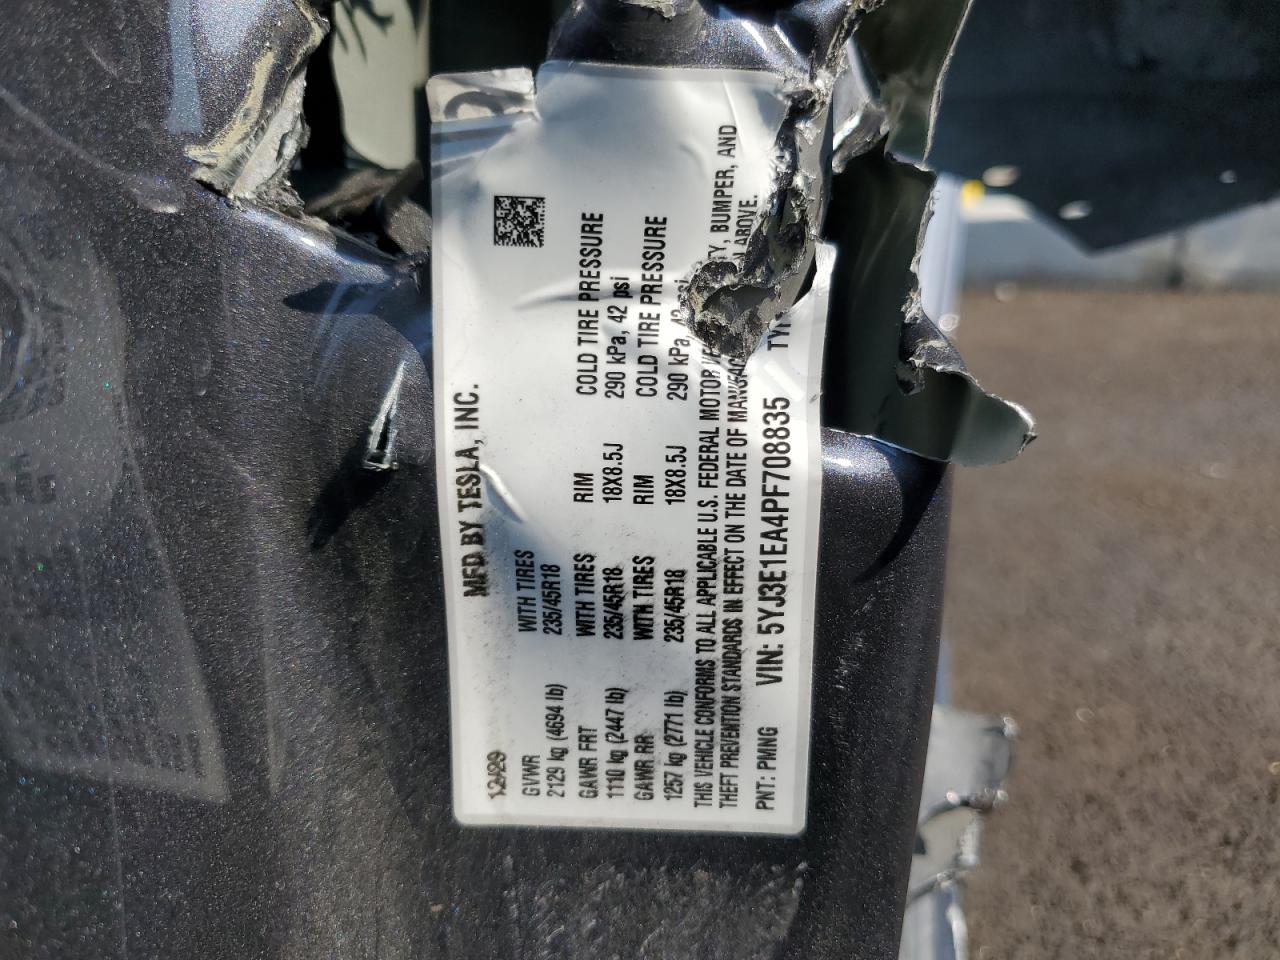 MFD BY TESLA, INC.
GVWR WITH TIRES
2129 kg (4694 lb) 235/45R18
GAWR FRT WITH TIRES RIM COLD TIRE PRESSURE
1110 kg (2447 lb) 235/45R18 18X8.5J 290 kPa, 42 psi
GAWR RR WITH TIRES RIM COLD TIRE PRESSURE
1257 kg (2771 lb) 235/45R18 18X8.5J 290 kPa,
THIS VEHICLE CONFORMS TO ALL APPLICABLE U.S. FEDERAL MOTOR BUMPER, AND
THEFT PREVENTION STANDARDS IN EFFECT ON THE DATE OF ABOVE.
PNT: PMNG VIN: 5YJ3E1EA4PF708835